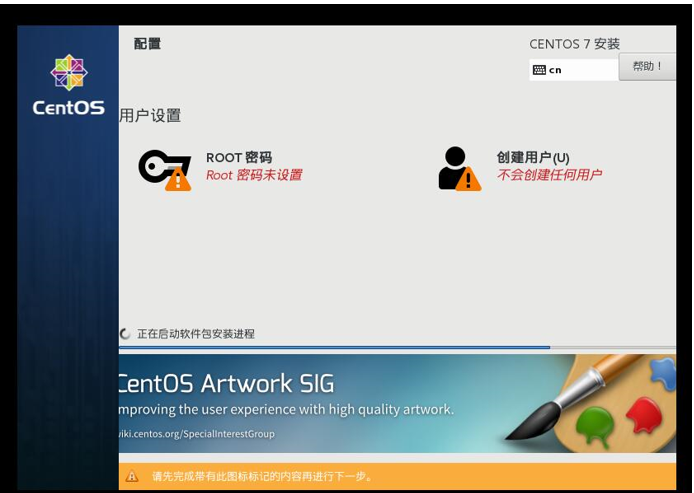 配置
CENTOS 7 安装
cn
帮助！
CentOS
用户设置
ROOT 密码
Root 密码未设置
创建用户(U)
不会创建任何用户
正在启动软件包安装进程
CentOS Artwork SIG
mproving the user experience with high quality artwork.
wiki.centos.org/SpecialInterestGroup
请先完成带有此图标标记的内容再进行下一步。